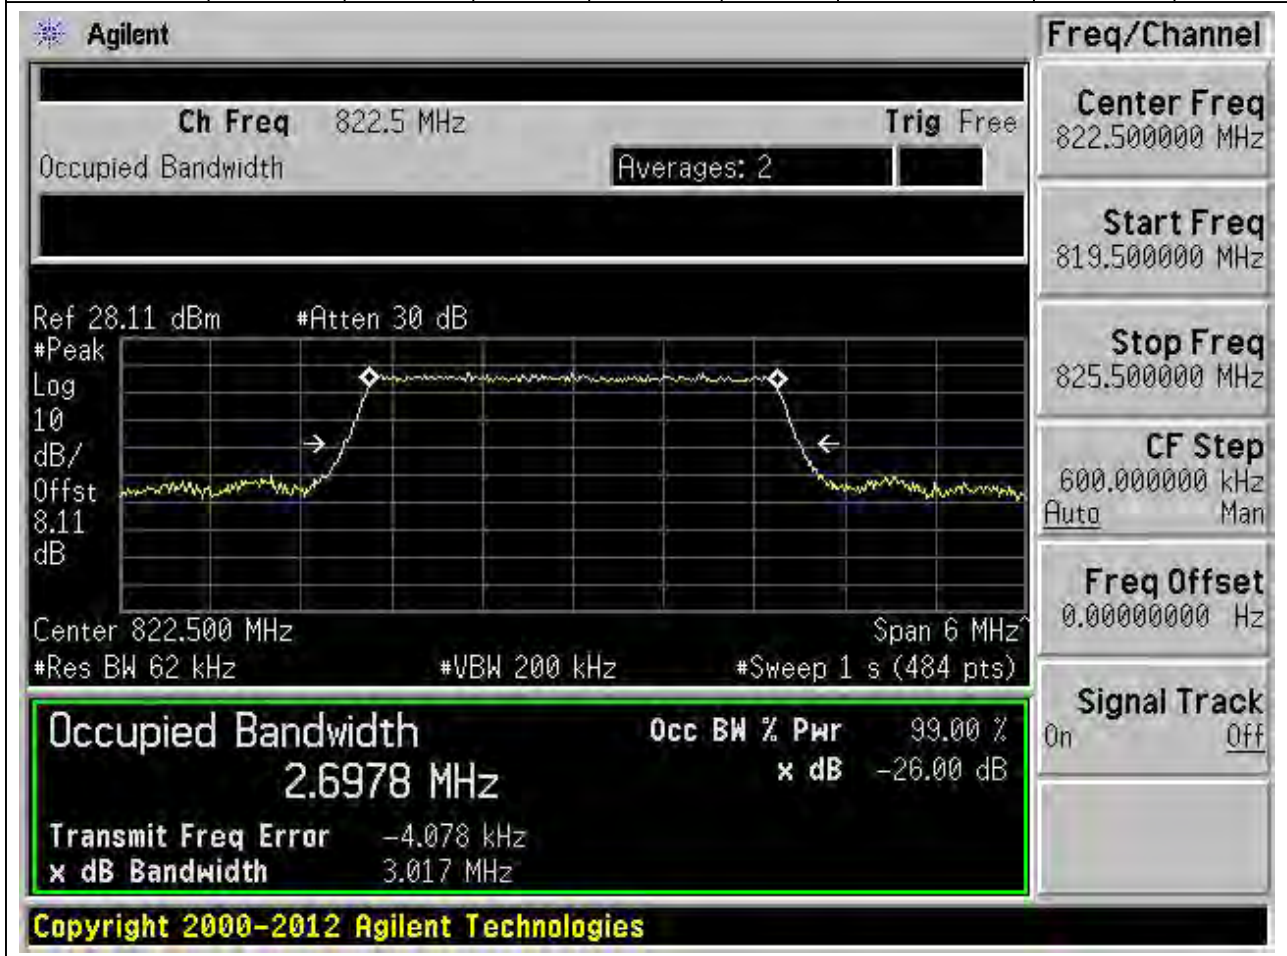 Agilent
Freq/Channel
Ch Freq 822.5 MHz Trig Free
Occupied Bandwidth Averages: 2
Center Freq
822.500000 MHz
Start Freq
819.500000 MHz
Stop Freq
825.500000 MHz
CF Step
600.000000 kHz
Auto Man
Freq Offset
0.00000000 Hz
Signal Track
On Off
Ref 28.11 dBm #Atten 30 dB
#Peak
Log
10
dB/
Offst
8.11
dB
Center 822.500 MHz Span 6 MHz^
#Res BW 62 kHz #VBW 200 kHz #Sweep 1 s (484 pts)
Occupied Bandwidth
2.6978 MHz
Occ BW % Pwr 99.00 %
x dB -26.00 dB
Transmit Freq Error -4.078 kHz
x dB Bandwidth 3.017 MHz
Copyright 2000-2012 Agilent Technologies